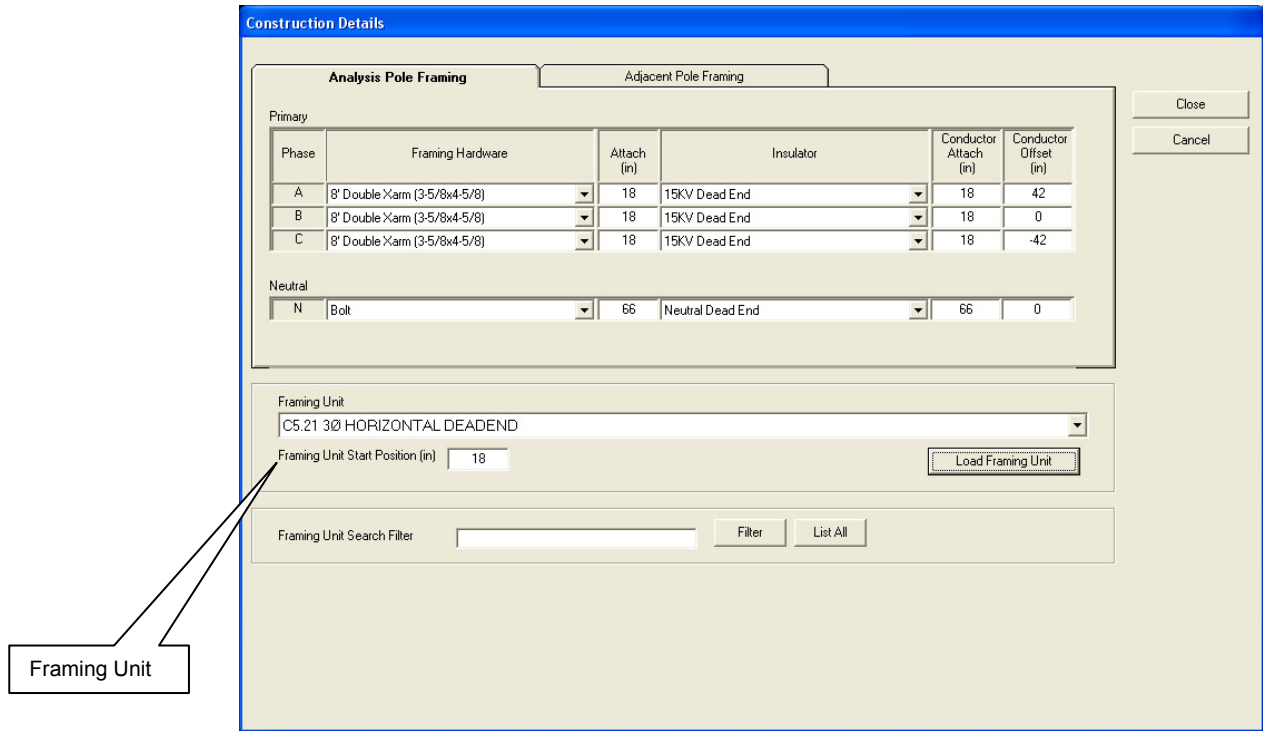 Construction Details
Analysis Pole Framing Adjacent Pole Framing
Close
Cancel
Primary
Phase Framing Hardware Attach (in) Insulator Conductor Attach (in) Conductor Offset (in)
A 8' Double Xarm (3-5/8x4-5/8) 18 15KV Dead End 18 42
B 8' Double Xarm (3-5/8x4-5/8) 18 15KV Dead End 18 0
C 8' Double Xarm (3-5/8x4-5/8) 18 15KV Dead End 18 -42
Neutral
N Bolt 66 Neutral Dead End 66 0
Framing Unit
C5.21 3Ø HORIZONTAL DEADEND
Framing Unit Start Position (in) 18 Load Framing Unit
Framing Unit Search Filter Filter List All
Framing Unit